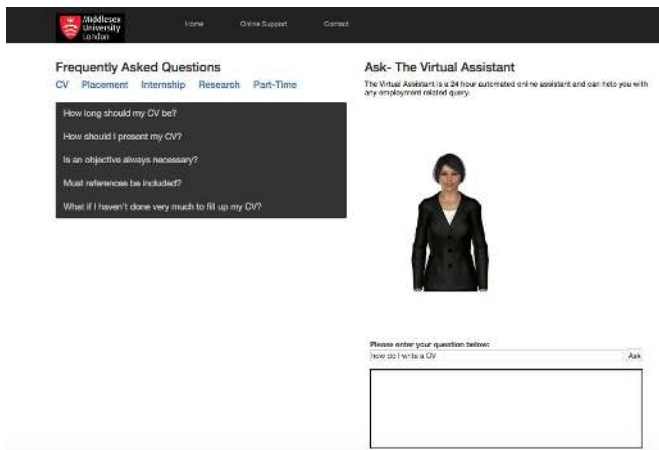 Middlesex
University
London
Home Online Support Contact
Frequently Asked Questions
CV Placement Internship Research Part-Time
How long should my CV be?
How should I present my CV?
Is an objective always necessary?
Must references be included?
What if I haven't done very much to fill up my CV?
Ask- The Virtual Assistant
The Virtual Assistant is a 24 hour automated online assistant and can help you with
any employment related query.
Please enter your question below:
how do I write a CV Ask